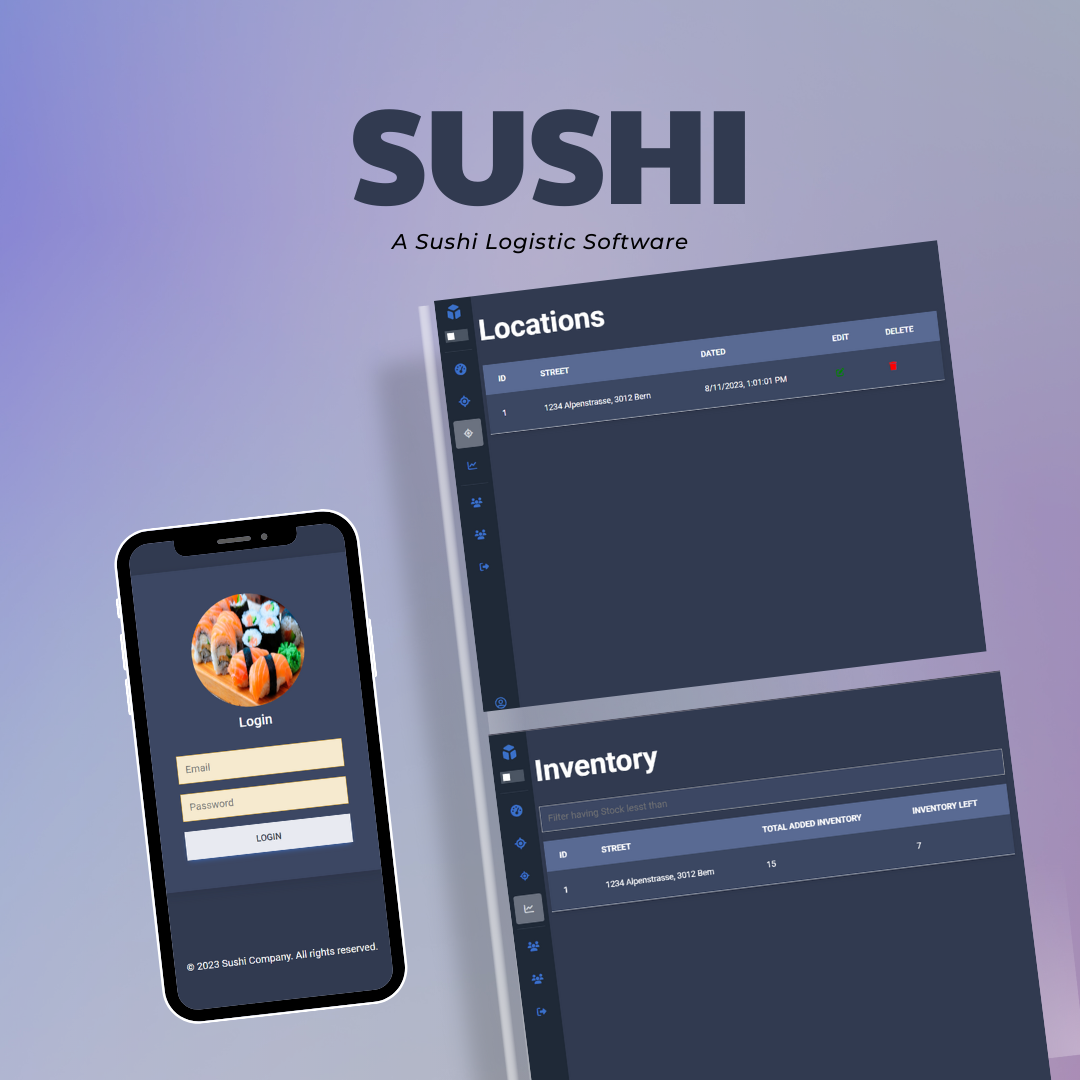 SUSHI
A Sushi Logistic Software
Locations
ID STREET DATED EDIT DELETE
1 1234 Alpenstrasse, 3012 Bern 8/11/2023, 1:01:01 PM
Login
Email
Password
LOGIN
© 2023 Sushi Company. All rights reserved.
Inventory
Filter having Stock lesst than
ID STREET TOTAL ADDED INVENTORY INVENTORY LEFT
1 1234 Alpenstrasse, 3012 Bern 15 7